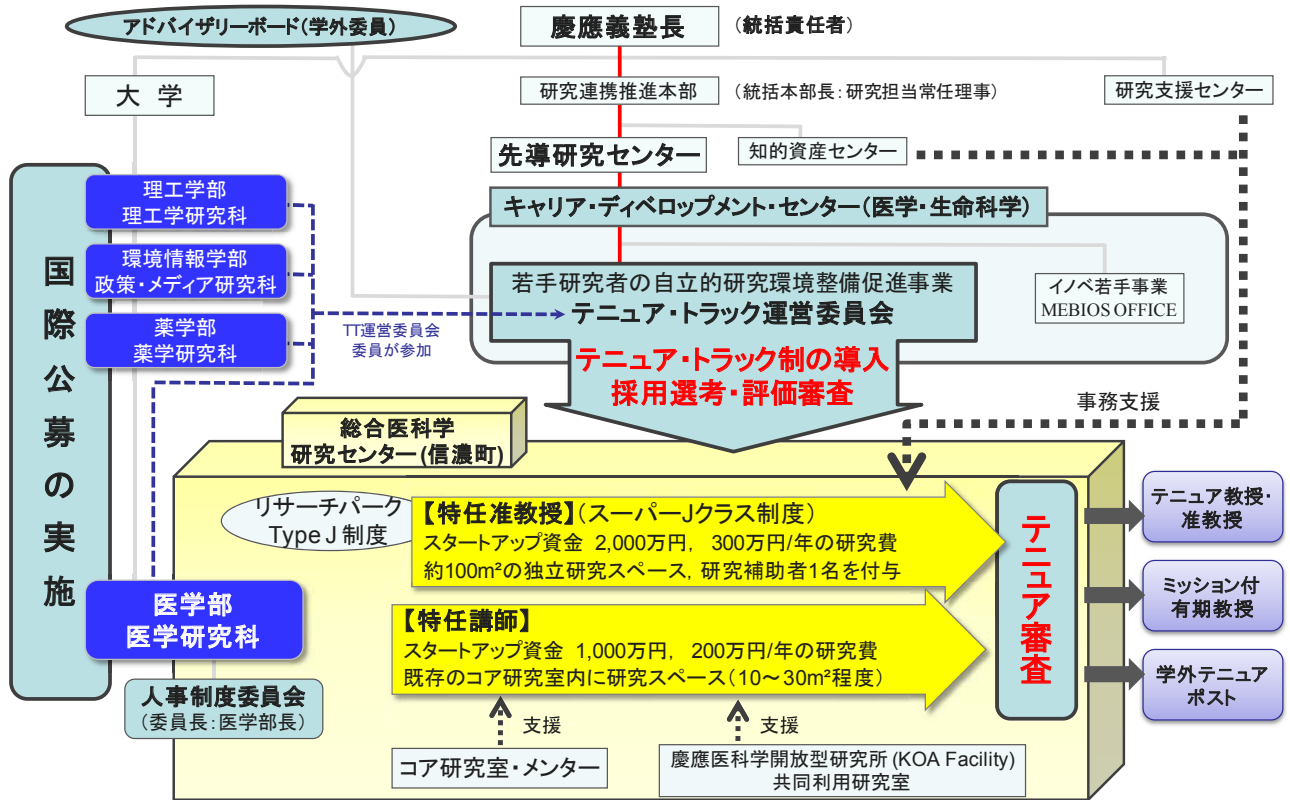 アドバイザリーボード(学外委員)
慶應義塾長
(統括責任者)
大 学
研究連携推進本部
(統括本部長:研究担当常任理事)
研究支援センター
先導研究センター
知的資産センター
キャリア・ディベロップメント・センター(医学・生命科学)
国際公募の実施
理工学部
理工学研究科
環境情報学部
政策・メディア研究科
薬学部
薬学研究科
TT運営委員会
委員が参加
若手研究者の自立的研究環境整備促進事業
テニュア・トラック運営委員会
イノベ若手事業
MEBIOS OFFICE
テニュア・トラック制の導入
採用選考・評価審査
事務支援
総合医科学
研究センター(信濃町)
リサーチパーク
Type J 制度
【特任准教授】(スーパーJクラス制度)
スタートアップ資金 2,000万円, 300万円/年の研究費
約100m²の独立研究スペース, 研究補助者1名を付与
【特任講師】
スタートアップ資金 1,000万円, 200万円/年の研究費
既存のコア研究室内に研究スペース(10~30m²程度)
テニュア審査
テニュア教授・
准教授
ミッション付
有期教授
学外テニュア
ポスト
医学部
医学研究科
人事制度委員会
(委員長:医学部長)
支援
支援
コア研究室・メンター
慶應医科学開放型研究所 (KOA Facility)
共同利用研究室